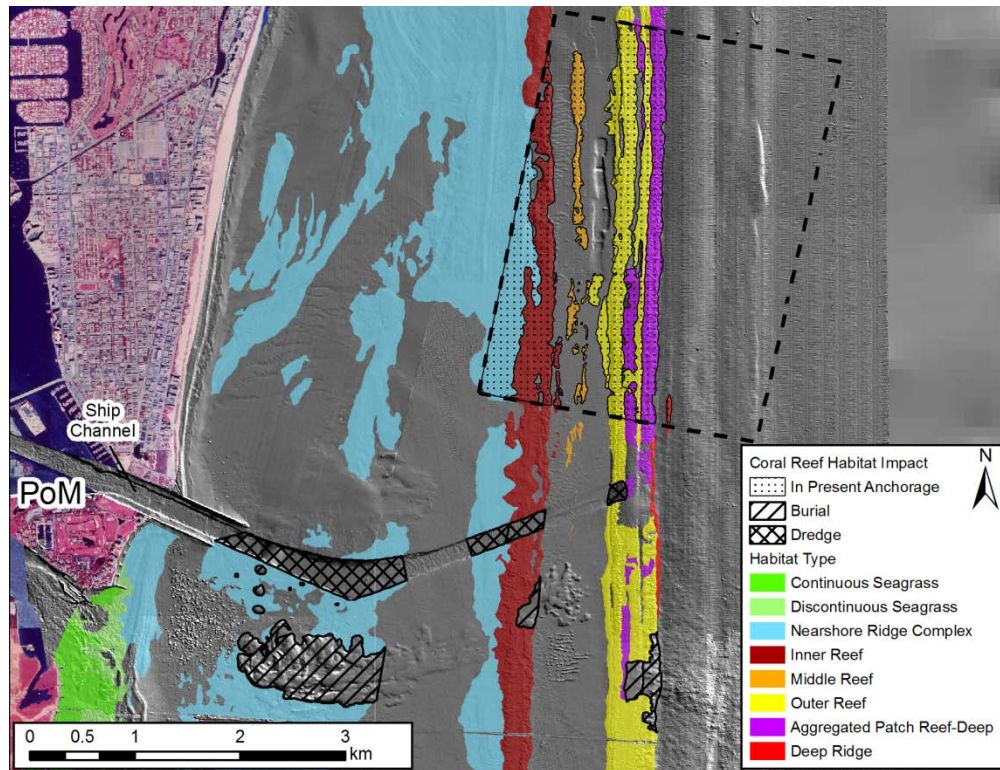 Ship
Channel
PoM
Coral Reef Habitat Impact
In Present Anchorage
Burial
Dredge
Habitat Type
Continuous Seagrass
Discontinuous Seagrass
Nearshore Ridge Complex
Inner Reef
Middle Reef
Outer Reef
Aggregated Patch Reef-Deep
Deep Ridge
N
0 0.5 1 2 3
km